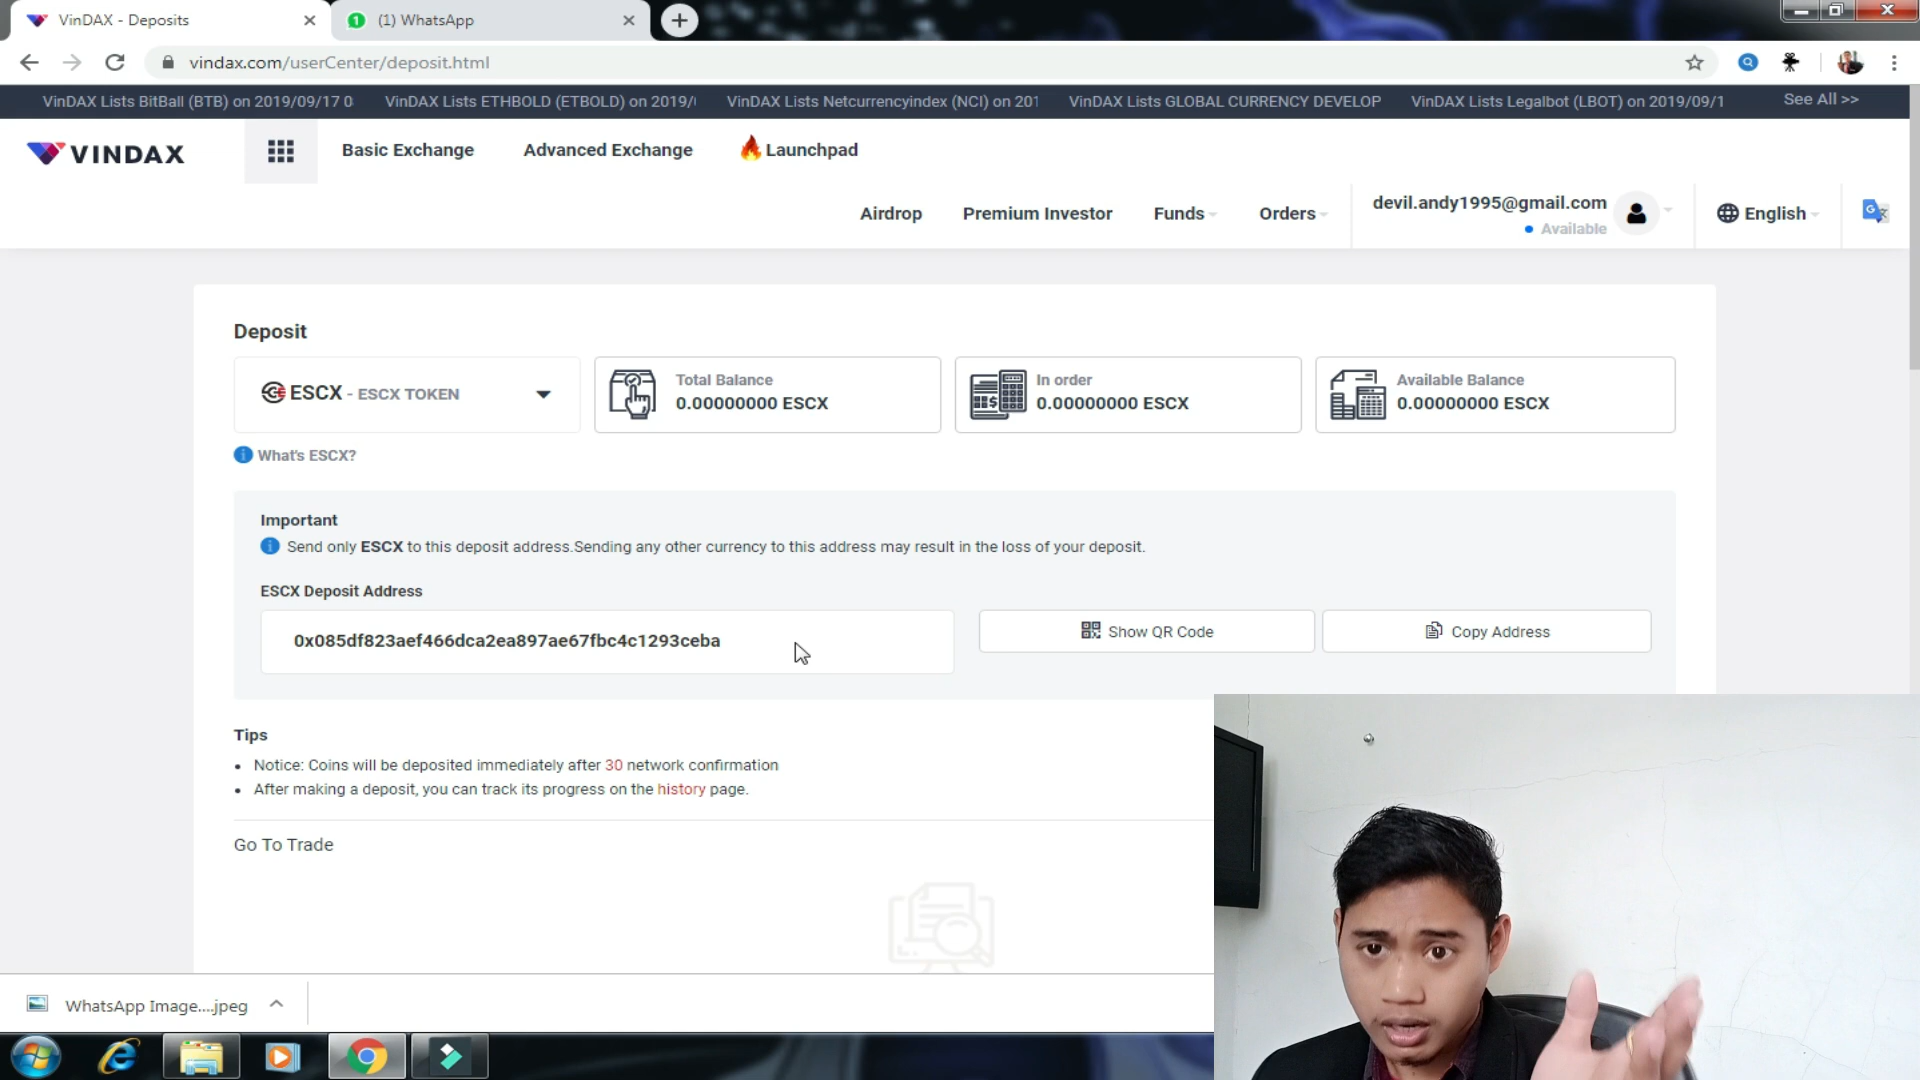 VinDAX - Deposits
1
(1) WhatsApp
vindax.com/userCenter/deposit.html
VinDAX Lists BitBall (BTB) on 2019/09/17 0
VinDAX Lists ETHBOLD (ETBOLD) on 2019/
VinDAX Lists Netcurrencyindex (NCI) on 201
VinDAX Lists GLOBAL CURRENCY DEVELOP
VinDAX Lists Legalbot (LBOT) on 2019/09/1
See All >>
VINDAX
Basic Exchange
Advanced Exchange
Launchpad
Airdrop
Premium Investor
Funds
Orders
devil.andy1995@gmail.com
Available
English
Deposit
ESCX - ESCX TOKEN
Total Balance
0.00000000 ESCX
In order
0.00000000 ESCX
Available Balance
0.00000000 ESCX
What's ESCX?
Important
Send only ESCX to this deposit address.Sending any other currency to this address may result in the loss of your deposit.
ESCX Deposit Address
0x085df823aef466dca2ea897ae67fbc4c1293ceba
Show QR Code
Copy Address
Tips
Notice: Coins will be deposited immediately after 30 network confirmation
After making a deposit, you can track its progress on the history page.
Go To Trade
WhatsApp Image....jpeg